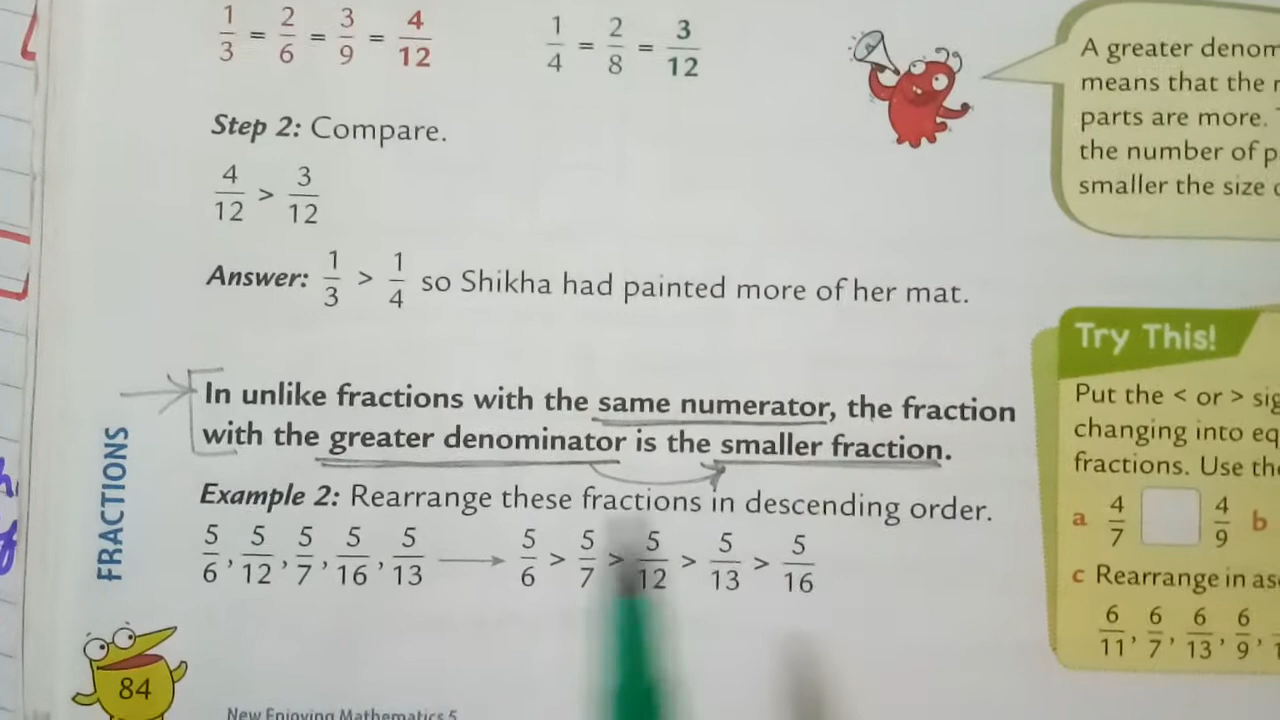 1/3 = 2/6 = 3/9 = 4/12
1/4 = 2/8 = 3/12
Step 2: Compare.
4/12 > 3/12
Answer: 1/3 > 1/4 so Shikha had painted more of her mat.
In unlike fractions with the same numerator, the fraction
with the greater denominator is the smaller fraction.
Example 2: Rearrange these fractions in descending order.
5/6, 5/12, 5/7, 5/16, 5/13 → 5/6 > 5/7 > 5/12 > 5/13 > 5/16
FRACTIONS
84
New Enjoying Mathematics 5
A greater
means that the
parts are more.
the number of
smaller the size
Try This!
Put the < or >
changing into
fractions. Use
a 4/7 4/9 b
c Rearrange in
6/11, 6/7, 6/13, 6/9,